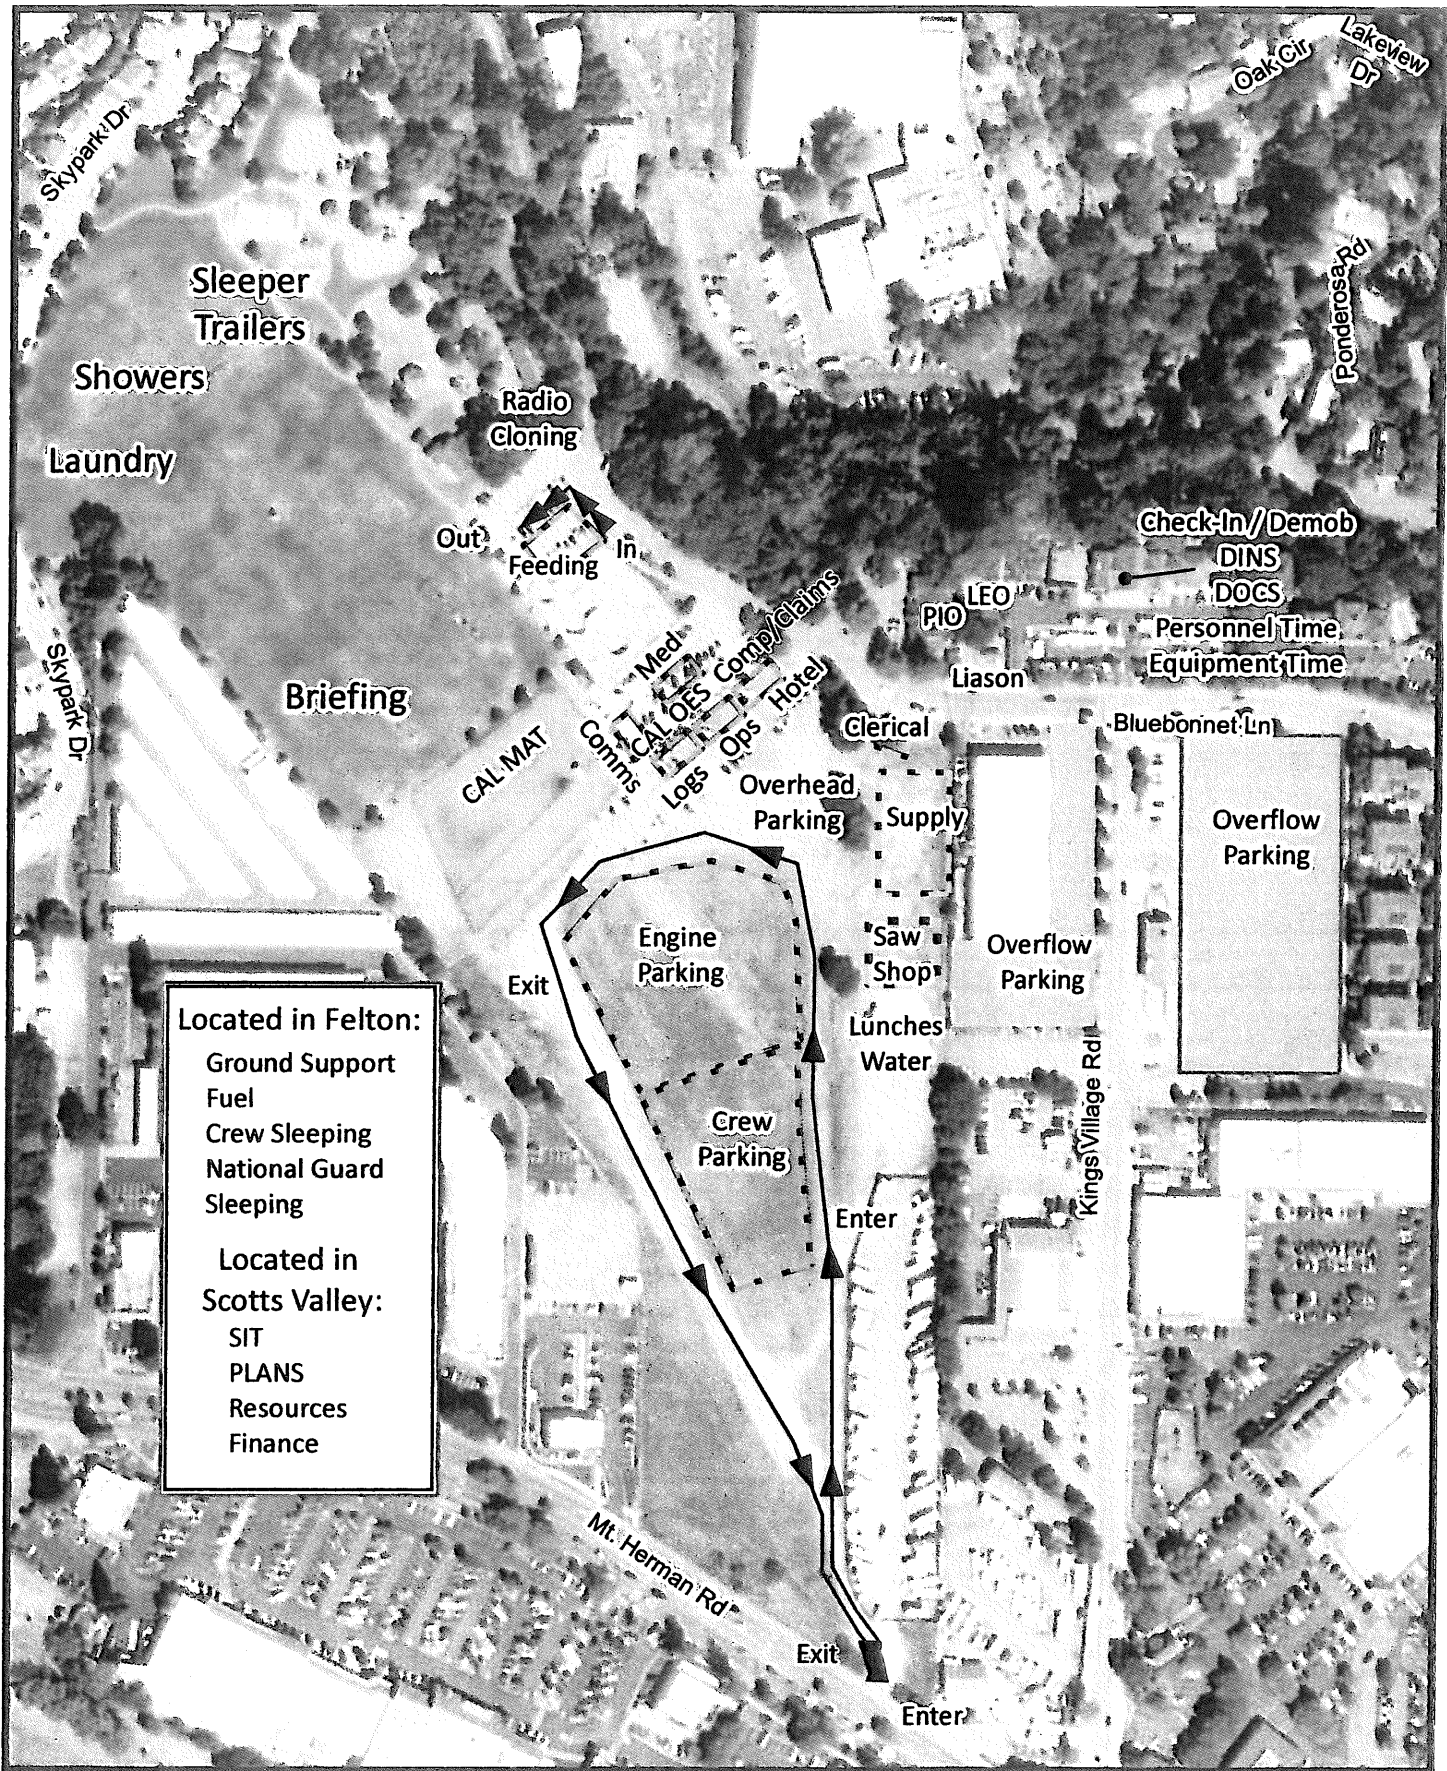 Lakeview
Dr
Oak Cir
Skypark Dr
Ponderosa Rd
Sleeper
Trailers
Showers
Laundry
Radio
Cloning
Out
Feeding
In
Check-In / Demob
DINS
DOCS
Personnel Time
Equipment Time
LEO
PIO
Liason
Bluebonnet Ln
Skypark Dr
Briefing
Med
Comp/Claims
CAL OES
Hotel
Comms
Ops
Logs
CAL MAT
Clerical
Overhead
Parking
Supply
Overflow
Parking
Engine
Parking
Saw
Shop
Overflow
Parking
Exit
Lunches
Water
Kings Village Rd
Crew
Parking
Enter
Located in Felton:
Ground Support
Fuel
Crew Sleeping
National Guard
Sleeping
Located in
Scotts Valley:
SIT
PLANS
Resources
Finance
Mt. Herman Rd
Exit
Enter